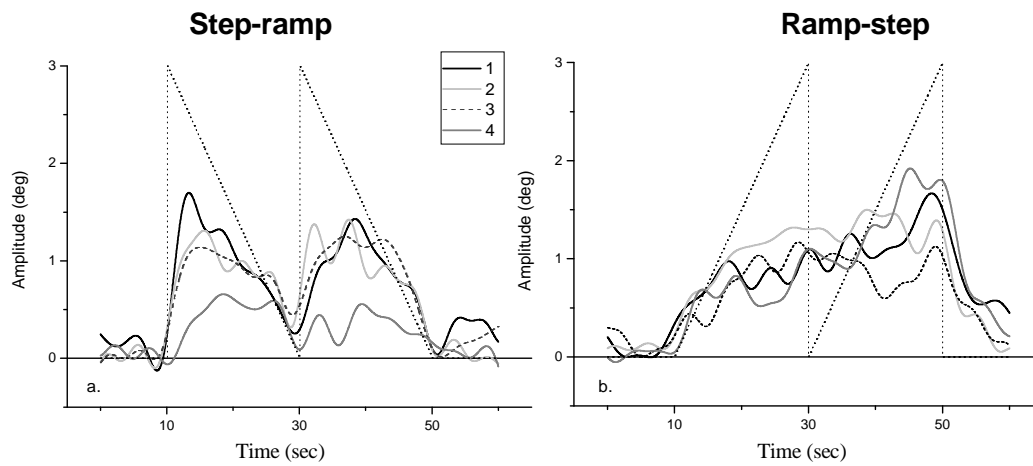 Step-ramp
Ramp-step
1
2
3
4
Amplitude (deg)
3
2
1
0
a.
10
30
50
Time (sec)
Amplitude (deg)
3
2
1
0
b.
10
30
50
Time (sec)